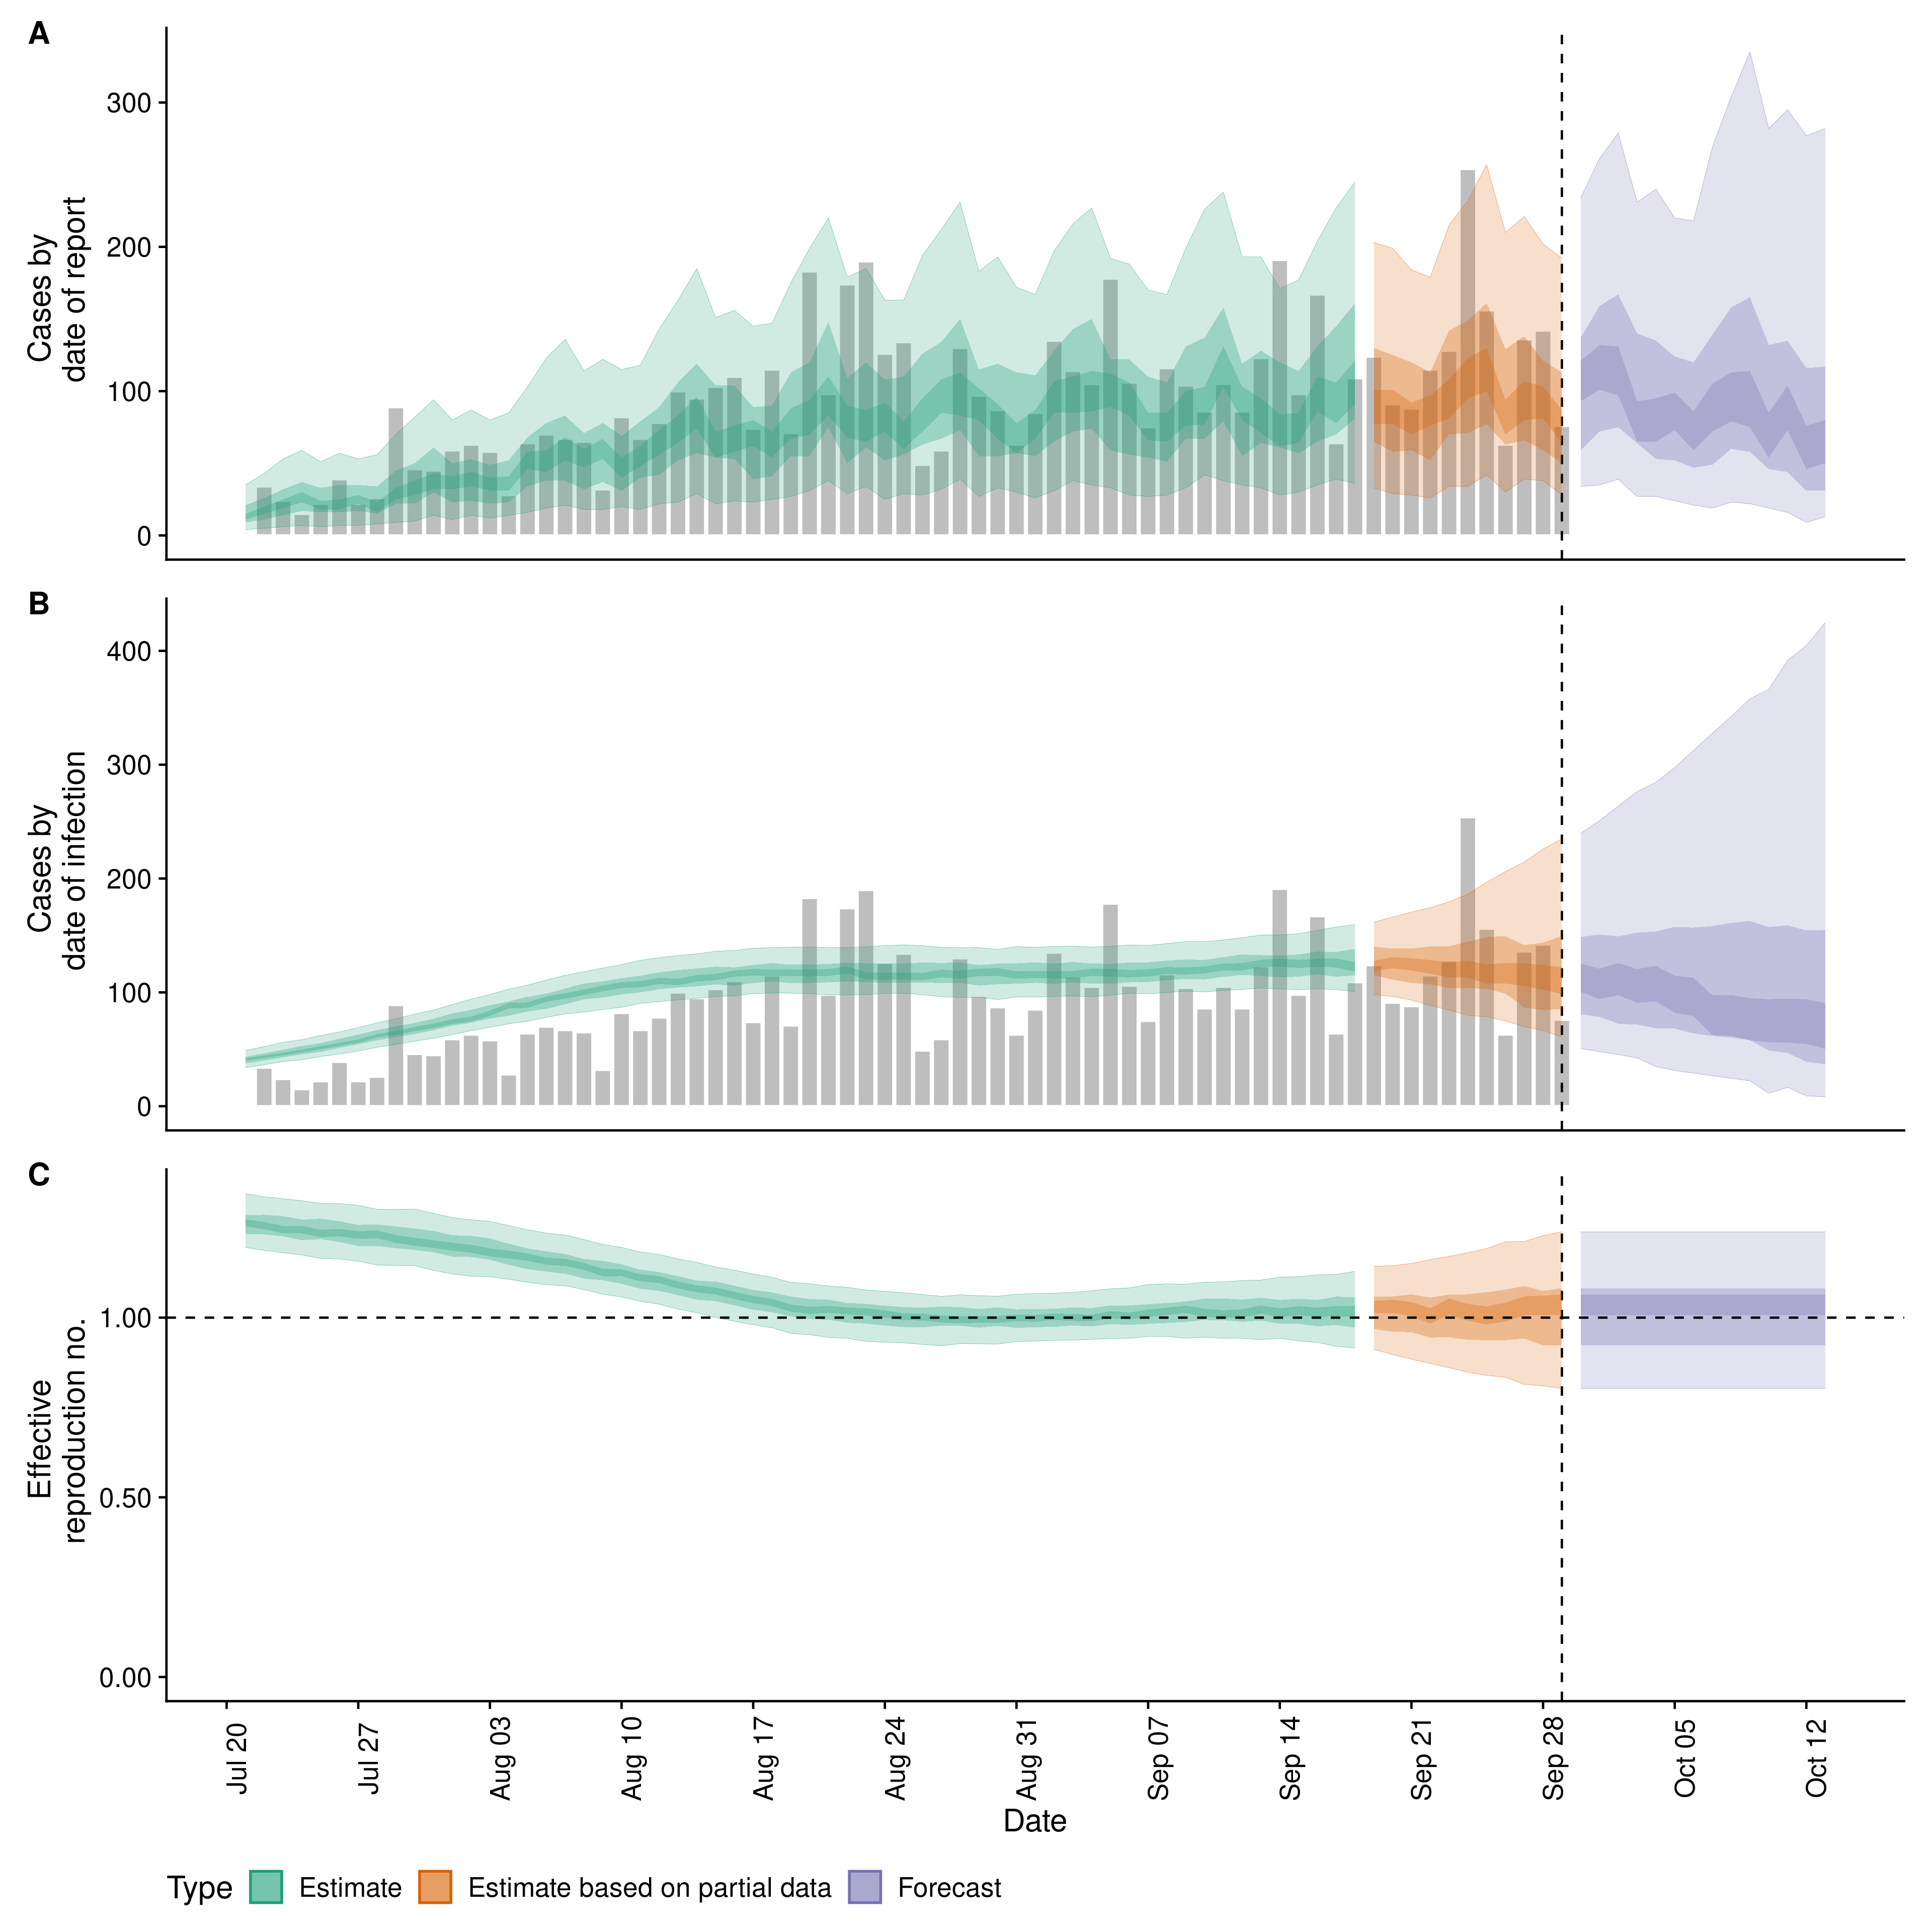 A
Cases by
date of report
300
200
100
0
B
Cases by
date of infection
400
300
200
100
0
C
Effective
reproduction no.
1.00
0.50
0.00
Jul 20
Jul 27
Aug 03
Aug 10
Aug 17
Aug 24
Aug 31
Sep 07
Sep 14
Sep 21
Sep 28
Oct 05
Oct 12
Date
Type Estimate Estimate based on partial data Forecast